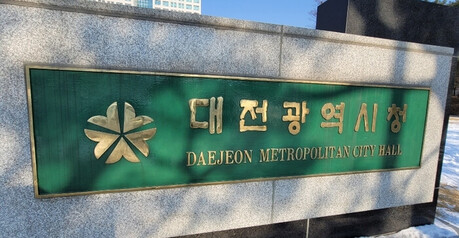 대전광역시청
DAEJEON METROPOLITAN CITY HALL